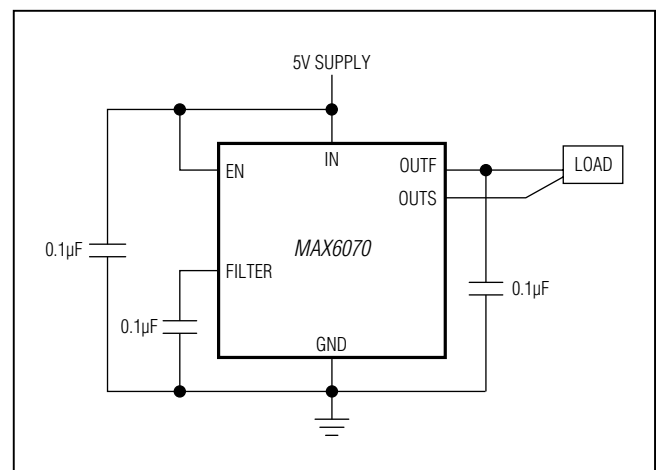 5V SUPPLY
IN
EN
OUTF
LOAD
OUTS
0.1µF
MAX6070
FILTER
0.1µF
0.1µF
GND